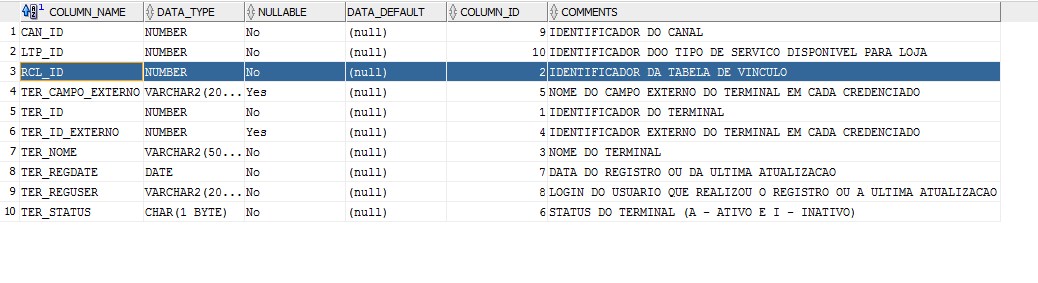 COLUMN_NAME DATA_TYPE NULLABLE DATA_DEFAULT COLUMN_ID COMMENTS
1 CAN_ID NUMBER No (null) 9 IDENTIFICADOR DO CANAL
2 LTP_ID NUMBER No (null) 10 IDENTIFICADOR DOO TIPO DE SERVICO DISPONIVEL PARA LOJA
3 RCL_ID NUMBER No (null) 2 IDENTIFICADOR DA TABELA DE VINCULO
4 TER_CAMPO_EXTERNO VARCHAR2(20... Yes (null) 5 NOME DO CAMPO EXTERNO DO TERMINAL EM CADA CREDENCIADO
5 TER_ID NUMBER No (null) 1 IDENTIFICADOR DO TERMINAL
6 TER_ID_EXTERNO NUMBER Yes (null) 4 IDENTIFICADOR EXTERNO DO TERMINAL EM CADA CREDENCIADO
7 TER_NOME VARCHAR2(50... No (null) 3 NOME DO TERMINAL
8 TER_REGDATE DATE No (null) 7 DATA DO REGISTRO OU DA ULTIMA ATUALIZACAO
9 TER_REGUSER VARCHAR2(20... No (null) 8 LOGIN DO USUARIO QUE REALIZOU O REGISTRO OU A ULTIMA ATUALIZACAO
10 TER_STATUS CHAR(1 BYTE) No (null) 6 STATUS DO TERMINAL (A - ATIVO E I - INATIVO)